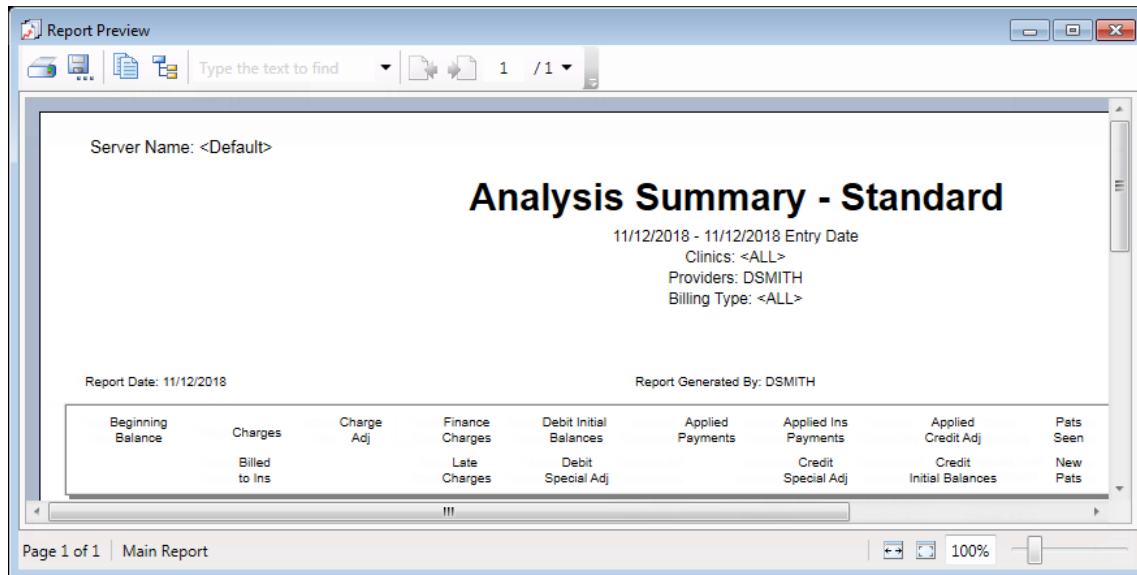 Report Preview
Type the text to find 1 /1
Server Name: <Default>
Analysis Summary - Standard
11/12/2018 - 11/12/2018 Entry Date
Clinics: <ALL>
Providers: DSMITH
Billing Type: <ALL>
Report Date: 11/12/2018 Report Generated By: DSMITH
Beginning Charge Finance Debit Initial Applied Applied Ins Applied Pats
Balance Charges Adj Charges Balances Payments Payments Credit Adj Seen
Billed Late Debit Credit Credit New
to Ins Charges Special Adj Special Adj Initial Balances Pats
Page 1 of 1 Main Report 100%